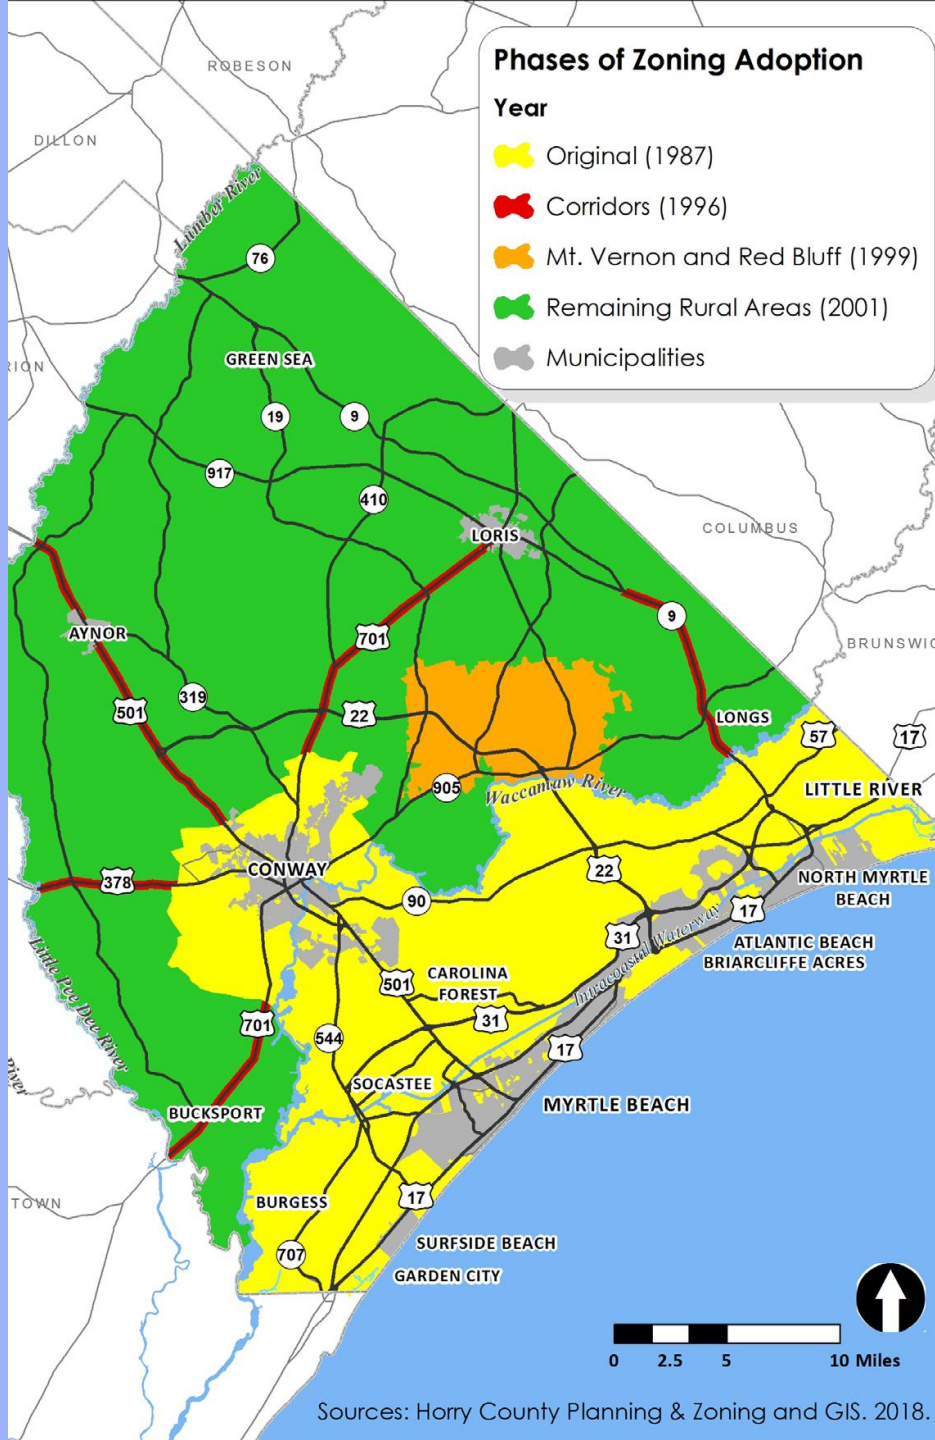 Phases of Zoning Adoption
Year
Original (1987)
Corridors (1996)
Mt. Vernon and Red Bluff (1999)
Remaining Rural Areas (2001)
Municipalities
ROBESON
DILLON
Lumber River
76
RION
GREEN SEA
19
9
917
410
LORIS
COLUMBUS
9
AYNOR
701
BRUNSWIC
319
501
22
LONGS
57
17
905
Waccamaw River
LITTLE RIVER
CONWAY
22
378
90
NORTH MYRTLE
BEACH
17
31
Intracoastal Waterway
ATLANTIC BEACH
BRIARCLIFFE ACRES
Little Pee Dee River
CAROLINA
FOREST
501
31
701
544
17
River
SOCASTEE
BUCKSPORT
MYRTLE BEACH
TOWN
BURGESS
17
707
SURFSIDE BEACH
GARDEN CITY
0 2.5 5 10 Miles
Sources: Horry County Planning & Zoning and GIS. 2018.